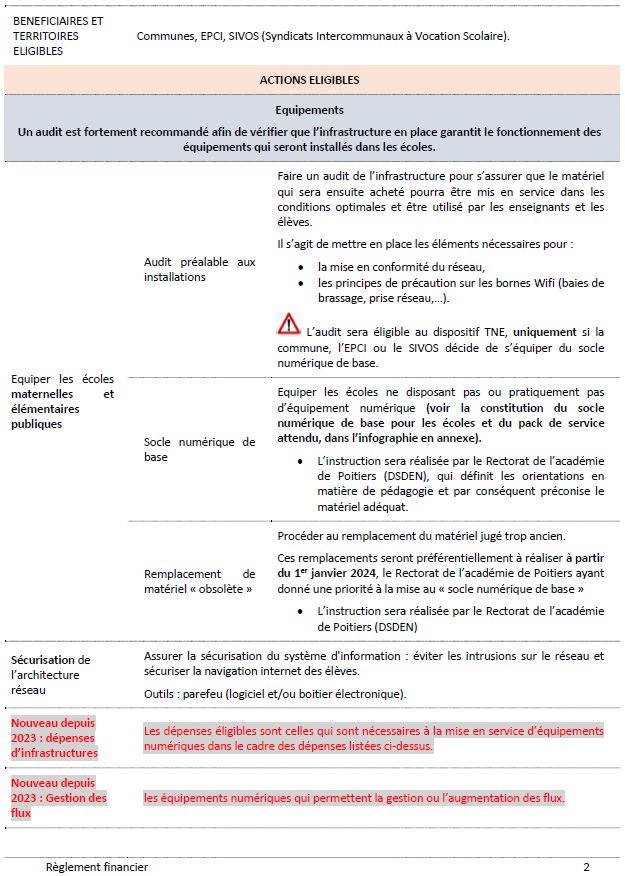 BENEFICIAIRES ET
TERRITOIRES
ELIGIBLES
Communes, EPCI, SIVOS (Syndicats Intercommunaux à Vocation Scolaire).
ACTIONS ELIGIBLES
Equipements
Un audit est fortement recommandé afin de vérifier que l’infrastructure en place garantit le fonctionnement des
équipements qui seront installés dans les écoles.
Equiper les écoles
maternelles et
élémentaires
publiques
Audit préalable aux
installations
Faire un audit de l’infrastructure pour s’assurer que le matériel
qui sera ensuite acheté pourra être mis en service dans les
conditions optimales et être utilisé par les enseignants et les
élèves.
Il s’agit de mettre en place les éléments nécessaires pour :
• la mise en conformité du réseau,
• les principes de précaution sur les bornes Wifi (baies de
brassage, prise réseau,...).
L’audit sera éligible au dispositif TNE, uniquement si la
commune, l’EPCI ou le SIVOS décide de s’équiper du socle
numérique de base.
Socle numérique de
base
Equiper les écoles ne disposant pas ou pratiquement pas
d’équipement numérique (voir la constitution du socle
numérique de base pour les écoles et du pack de service
attendu, dans l’infographie en annexe).
• L’instruction sera réalisée par le Rectorat de l’académie
de Poitiers (DSDEN), qui définit les orientations en
matière de pédagogie et par conséquent préconise le
matériel adéquat.
Remplacement de
matériel « obsolète »
Procéder au remplacement du matériel jugé trop ancien.
Ces remplacements seront préférentiellement à réaliser à partir
du 1er janvier 2024, le Rectorat de l’académie de Poitiers ayant
donné une priorité à la mise au « socle numérique de base »
• L’instruction sera réalisée par le Rectorat de l’académie
de Poitiers (DSDEN)
Sécurisation de
l’architecture
réseau
Assurer la sécurisation du système d'information : éviter les intrusions sur le réseau et
sécuriser la navigation internet des élèves.
Outils : parefeu (logiciel et/ou boitier électronique).
Nouveau depuis
2023 : dépenses
d’infrastructures
Les dépenses éligibles sont celles qui sont nécessaires à la mise en service d’équipements
numériques dans le cadre des dépenses listées ci-dessus.
Nouveau depuis
2023 : Gestion des
flux
les équipements numériques qui permettent la gestion ou l’augmentation des flux.
Règlement financier 2